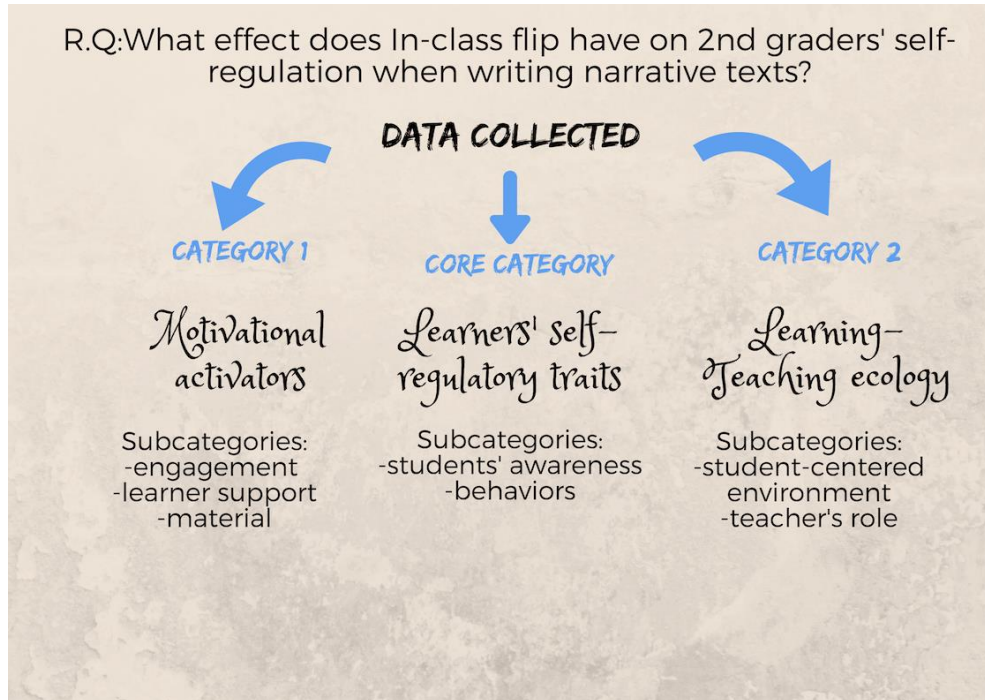 R.Q:What effect does In-class flip have on 2nd graders' self-
regulation when writing narrative texts?
DATA COLLECTED
CATEGORY 1
Motivational
activators
Subcategories:
-engagement
-learner support
-material
CORE CATEGORY
Learners' self-
regulatory traits
Subcategories:
-students' awareness
-behaviors
CATEGORY 2
Learning-
Teaching ecology
Subcategories:
-student-centered
environment
-teacher's role